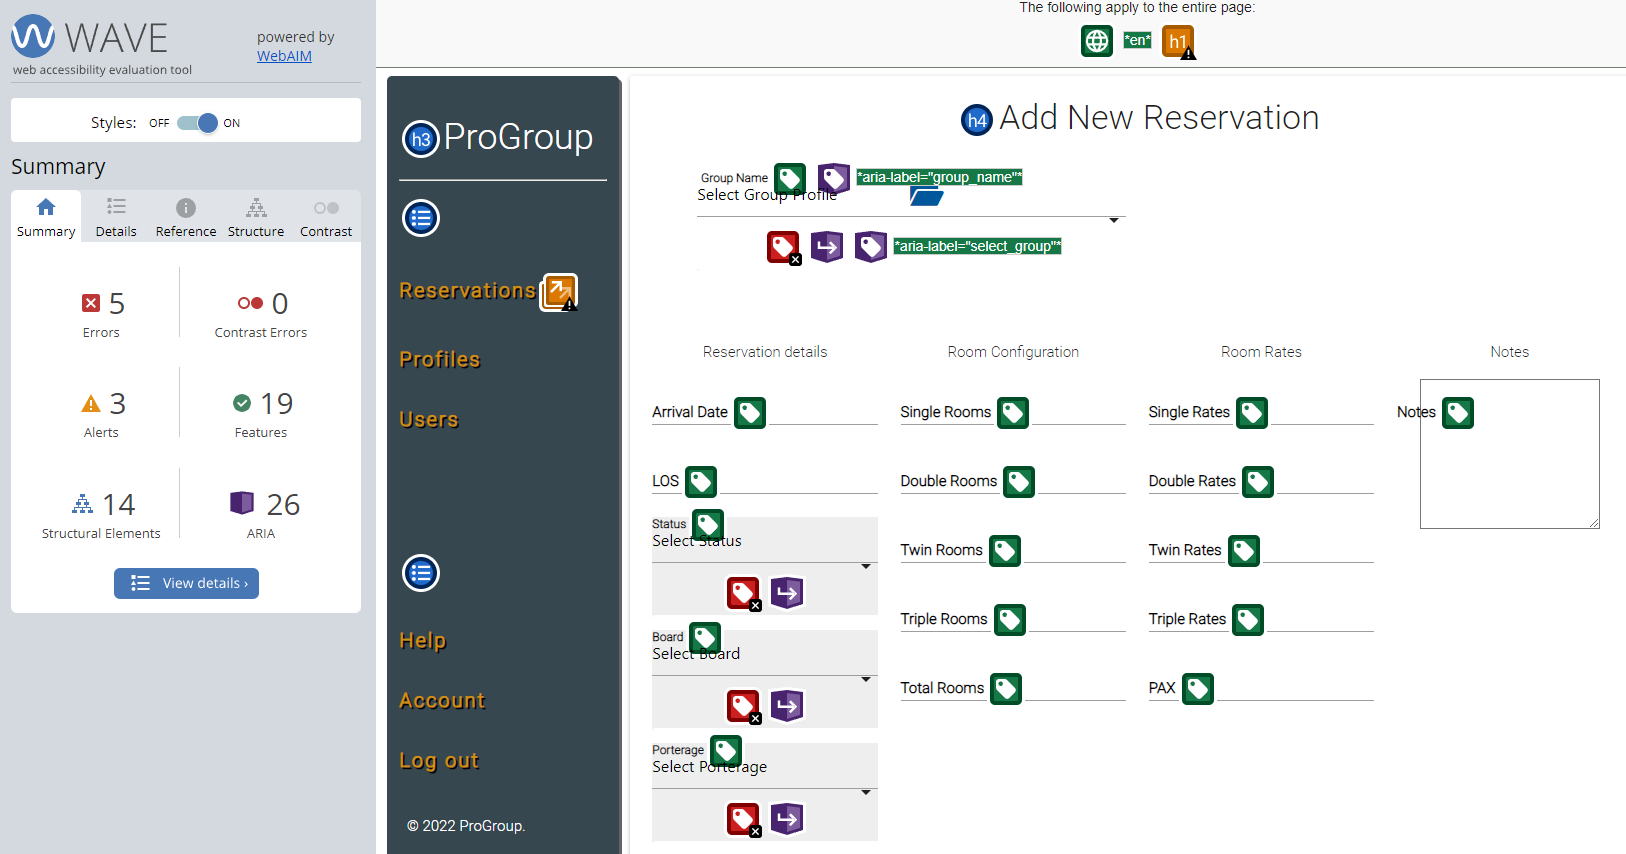 WAVE
powered by
WebAIM
web accessibility evaluation tool
Styles: OFF ON
Summary
Summary Details Reference Structure Contrast
5 0
Errors Contrast Errors
3 19
Alerts Features
14 26
Structural Elements ARIA
View details ›
The following apply to the entire page:
*en* h1
h3 ProGroup
Reservations
Profiles
Users
Help
Account
Log out
© 2022 ProGroup.
h4 Add New Reservation
Group Name *aria-label="group_name"*
Select Group Profile
*aria-label="select_group"*
Reservation details Room Configuration Room Rates Notes
Arrival Date Single Rooms Single Rates Notes
LOS Double Rooms Double Rates
Status
Select Status
Twin Rooms Twin Rates
Triple Rooms Triple Rates
Board
Select Board
Total Rooms PAX
Porterage
Select Porterage